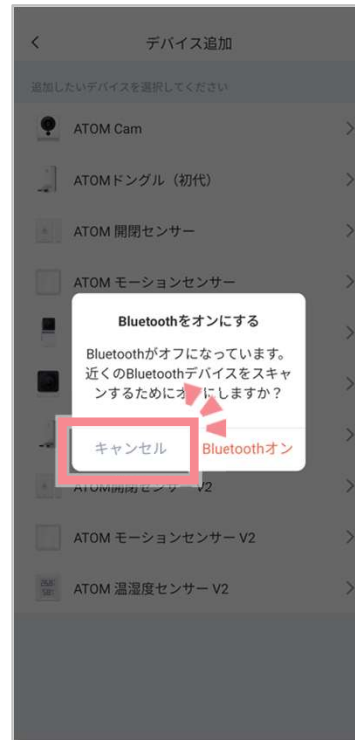 デバイス追加
追加したいデバイスを選択してください
ATOM Cam
ATOMドングル（初代）
ATOM 開閉センサー
ATOM モーションセンサー
Bluetoothをオンにする
Bluetoothがオフになっています。
近くのBluetoothデバイスをスキャ
ンするためにオ にしますか？
キャンセル
Bluetoothオン
ATOM開閉センサー V2
ATOM モーションセンサー V2
ATOM 温湿度センサー V2